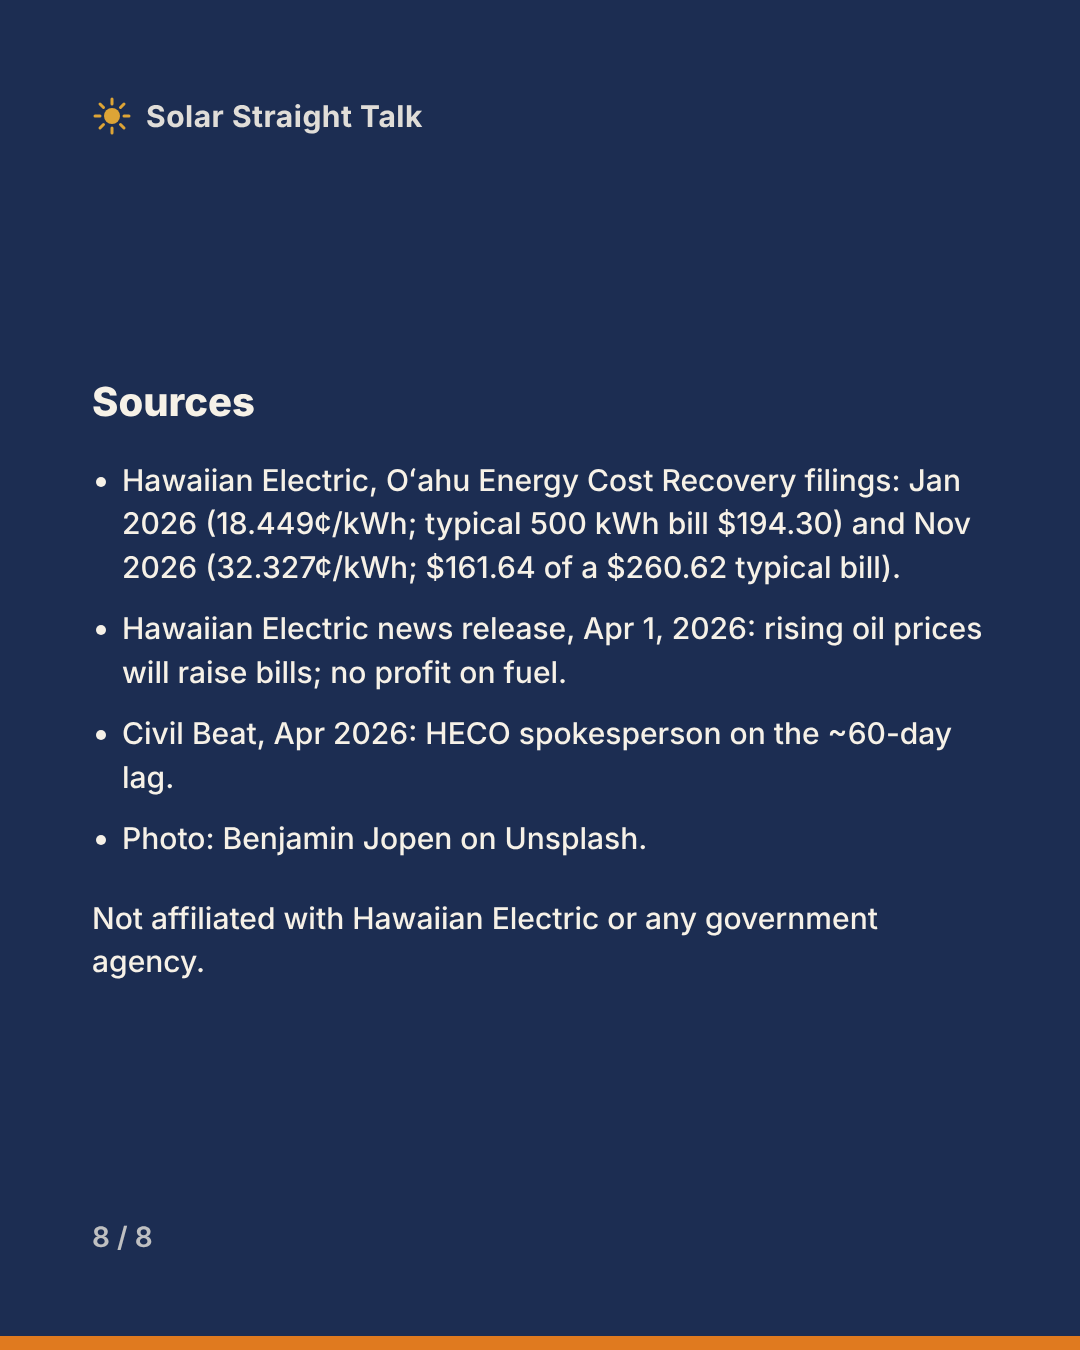 Solar Straight Talk
Sources
• Hawaiian Electric, Oʻahu Energy Cost Recovery filings: Jan
2026 (18.449¢/kWh; typical 500 kWh bill $194.30) and Nov
2026 (32.327¢/kWh; $161.64 of a $260.62 typical bill).
• Hawaiian Electric news release, Apr 1, 2026: rising oil prices
will raise bills; no profit on fuel.
• Civil Beat, Apr 2026: HECO spokesperson on the ~60-day
lag.
• Photo: Benjamin Jopen on Unsplash.
Not affiliated with Hawaiian Electric or any government
agency.
8 / 8